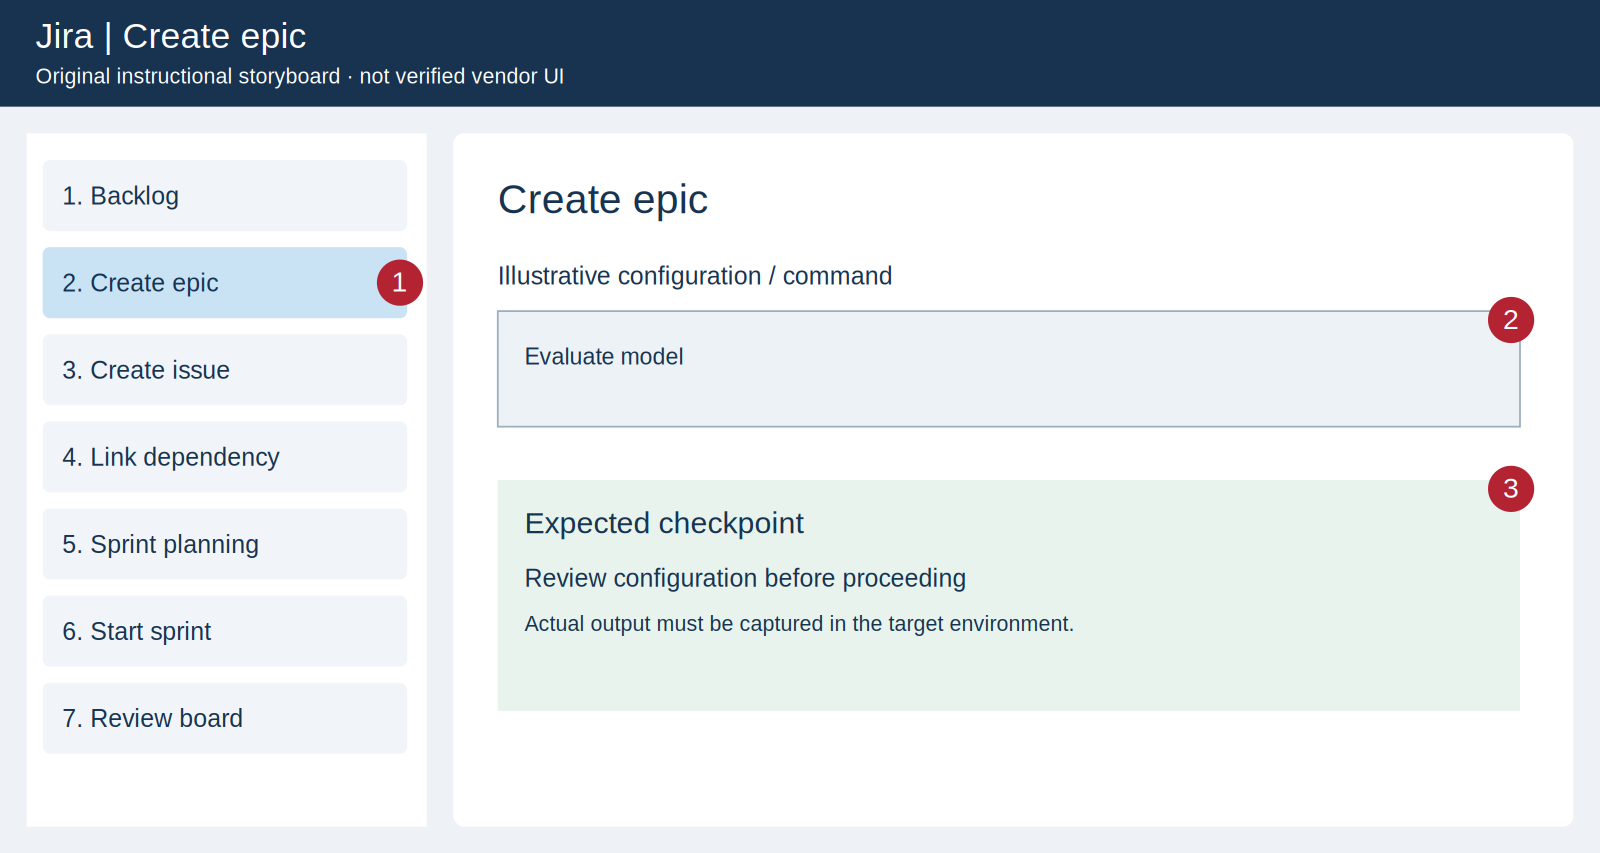 Jira | Create epic
Original instructional storyboard · not verified vendor UI
1. Backlog
2. Create epic
1
3. Create issue
4. Link dependency
5. Sprint planning
6. Start sprint
7. Review board
Create epic
Illustrative configuration / command
2
Evaluate model
3
Expected checkpoint
Review configuration before proceeding
Actual output must be captured in the target environment.